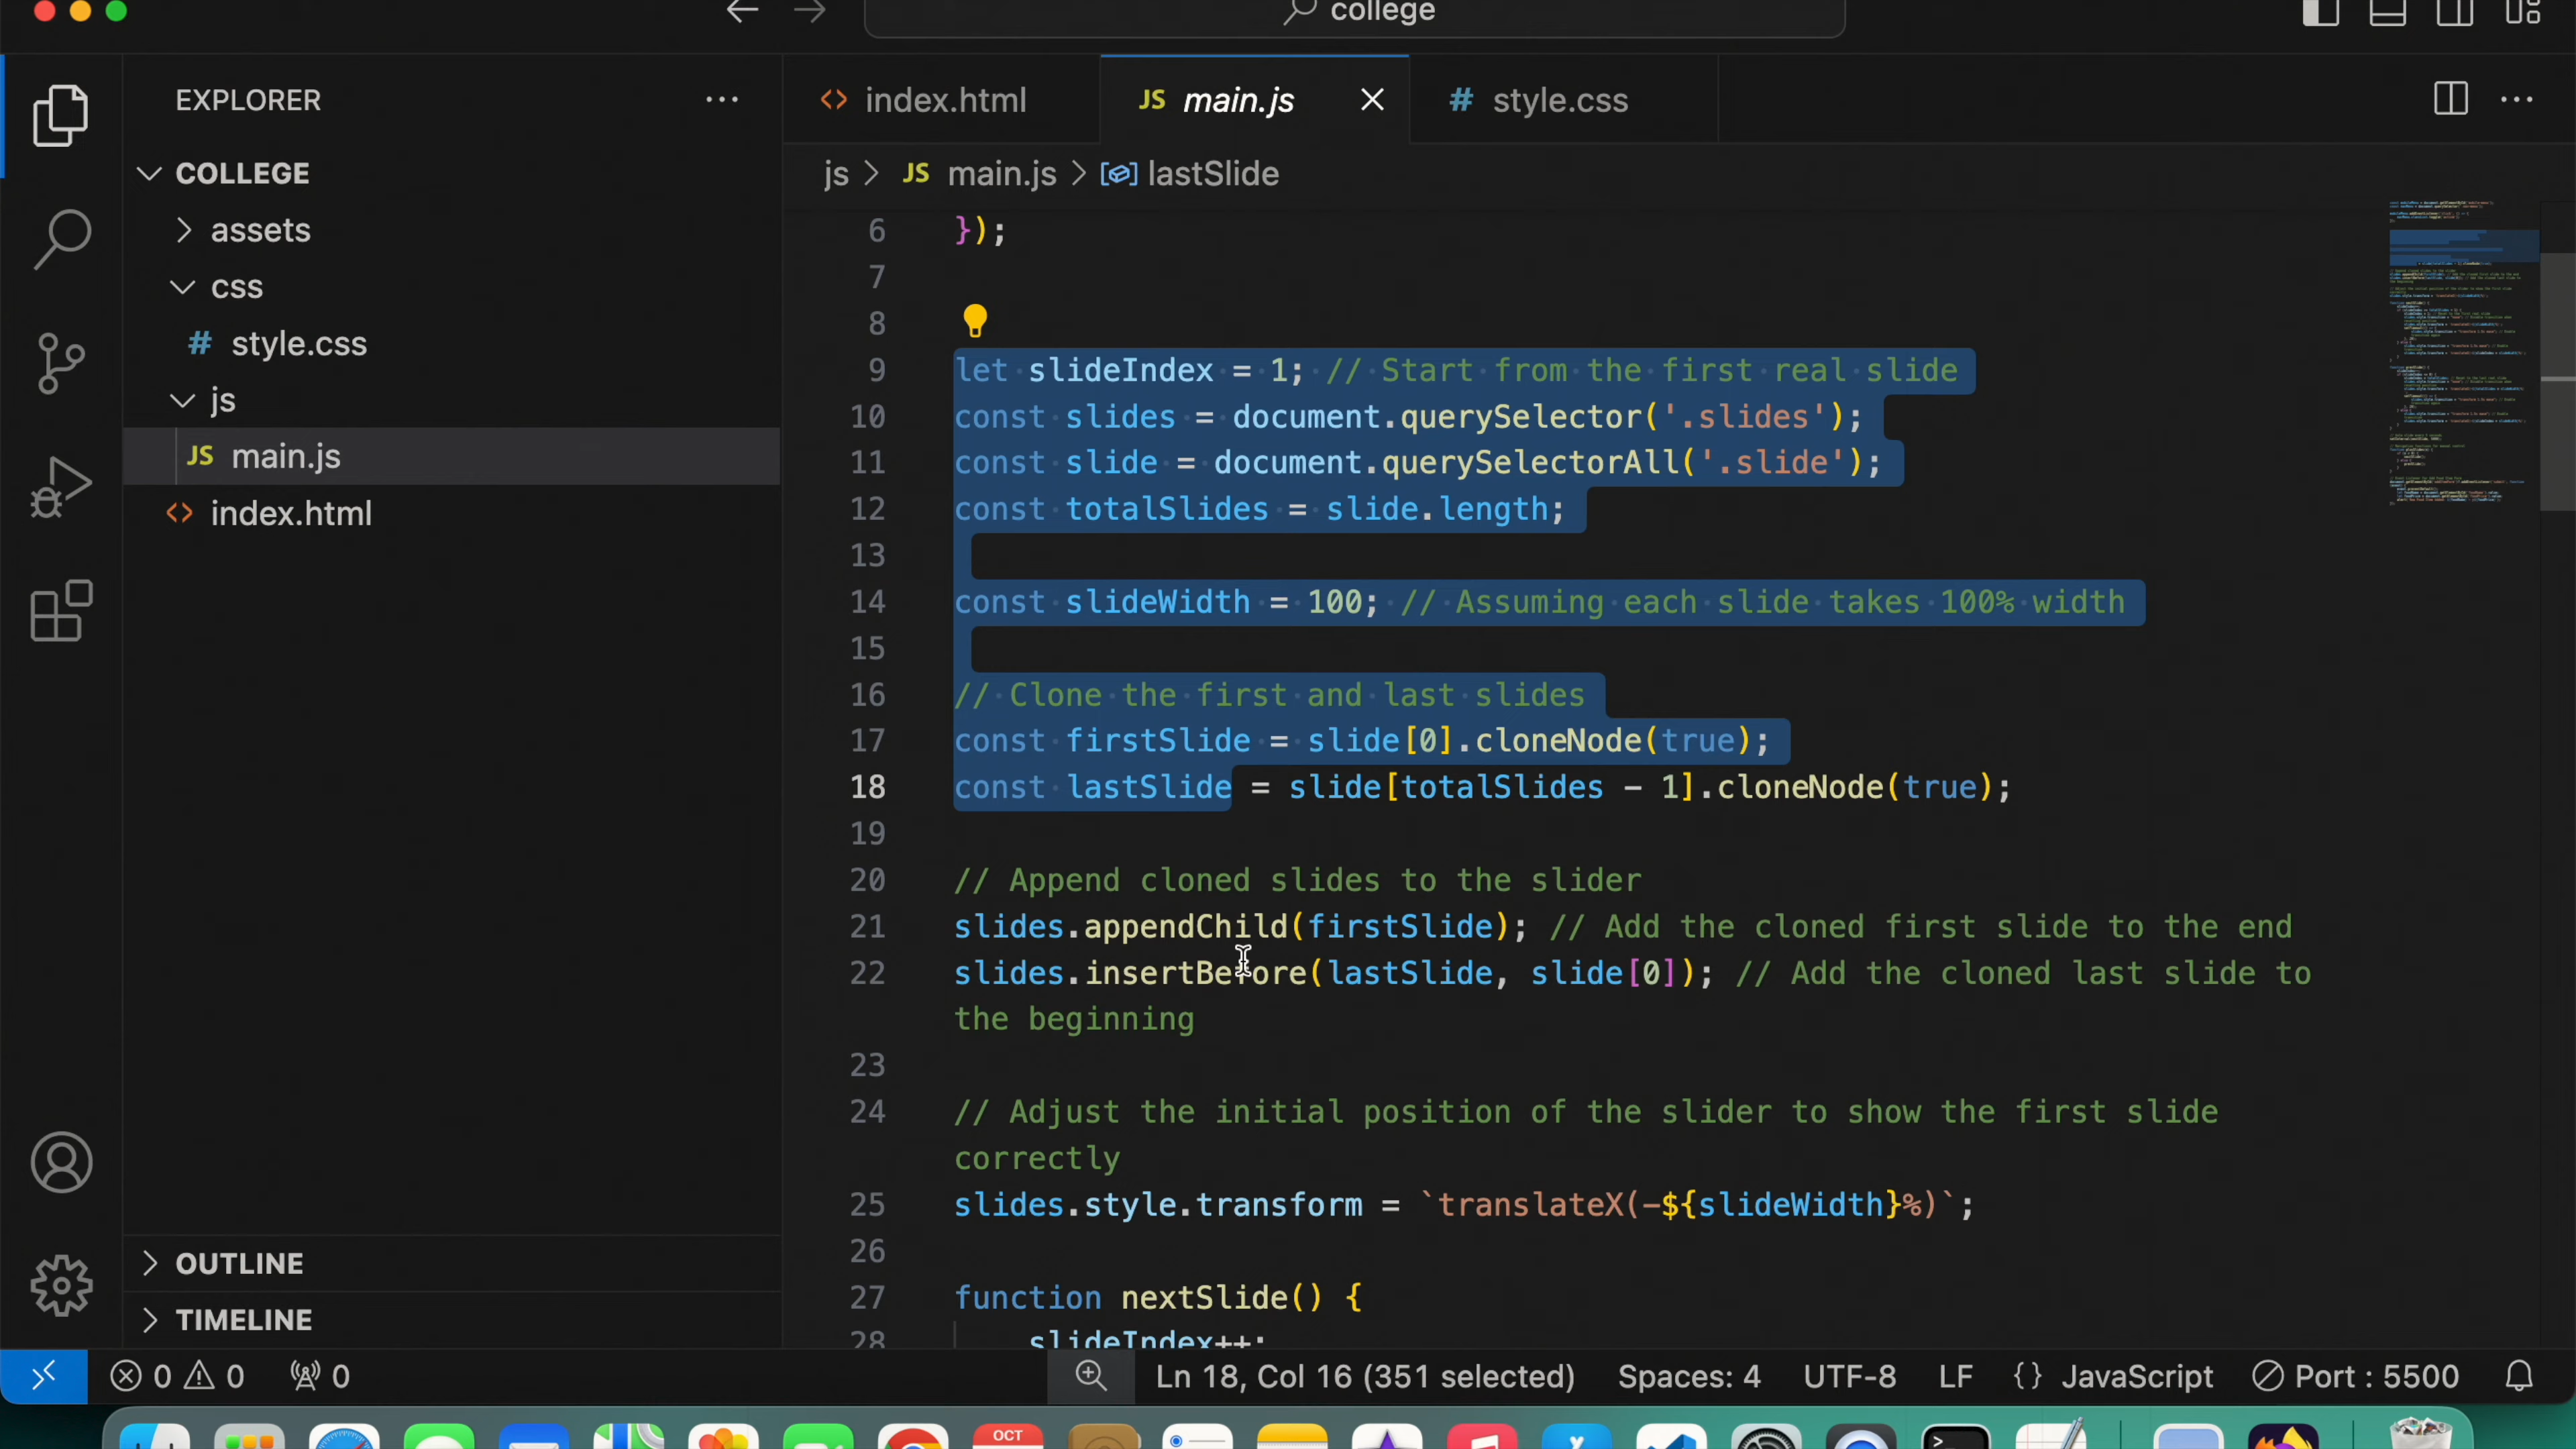 college
EXPLORER
COLLEGE
assets
css
# style.css
js
JS main.js
<> index.html
OUTLINE
TIMELINE
<> index.html
JS main.js
# style.css
js > JS main.js > lastSlide
6 });
7
8
9 let slideIndex = 1; // Start from the first real slide
10 const slides = document.querySelector('.slides');
11 const slide = document.querySelectorAll('.slide');
12 const totalSlides = slide.length;
13
14 const slideWidth = 100; // Assuming each slide takes 100% width
15
16 // Clone the first and last slides
17 const firstSlide = slide[0].cloneNode(true);
18 const lastSlide = slide[totalSlides - 1].cloneNode(true);
19
20 // Append cloned slides to the slider
21 slides.appendChild(firstSlide); // Add the cloned first slide to the end
22 slides.insertBefore(lastSlide, slide[0]); // Add the cloned last slide to
the beginning
23
24 // Adjust the initial position of the slider to show the first slide
correctly
25 slides.style.transform = `translateX(-${slideWidth}%)`;
26
27 function nextSlide() {
28 slideIndex++;
0 0 0
Ln 18, Col 16 (351 selected) Spaces: 4 UTF-8 LF {} JavaScript Port : 5500
OCT